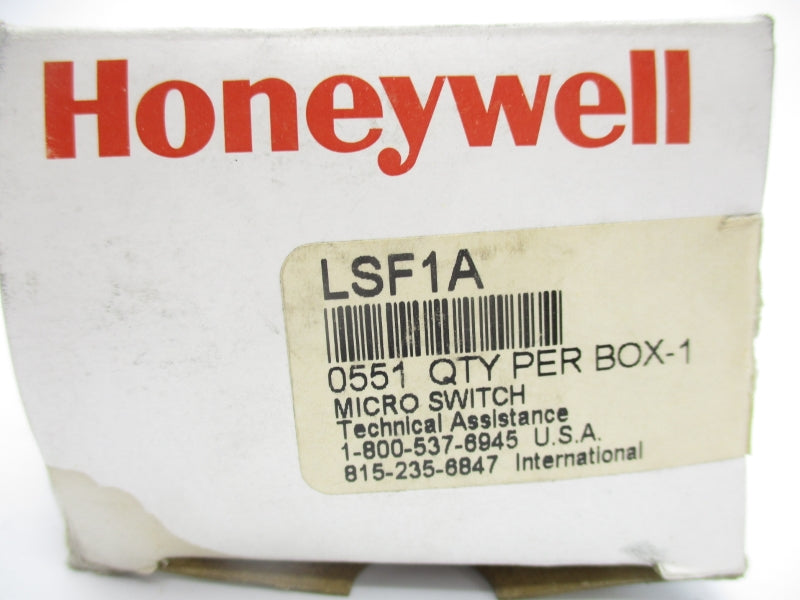 Honeywell
LSF1A
0551 QTY PER BOX-1
MICRO SWITCH
Technical Assistance
1-800-537-6945 U.S.A.
815-235-6847 International